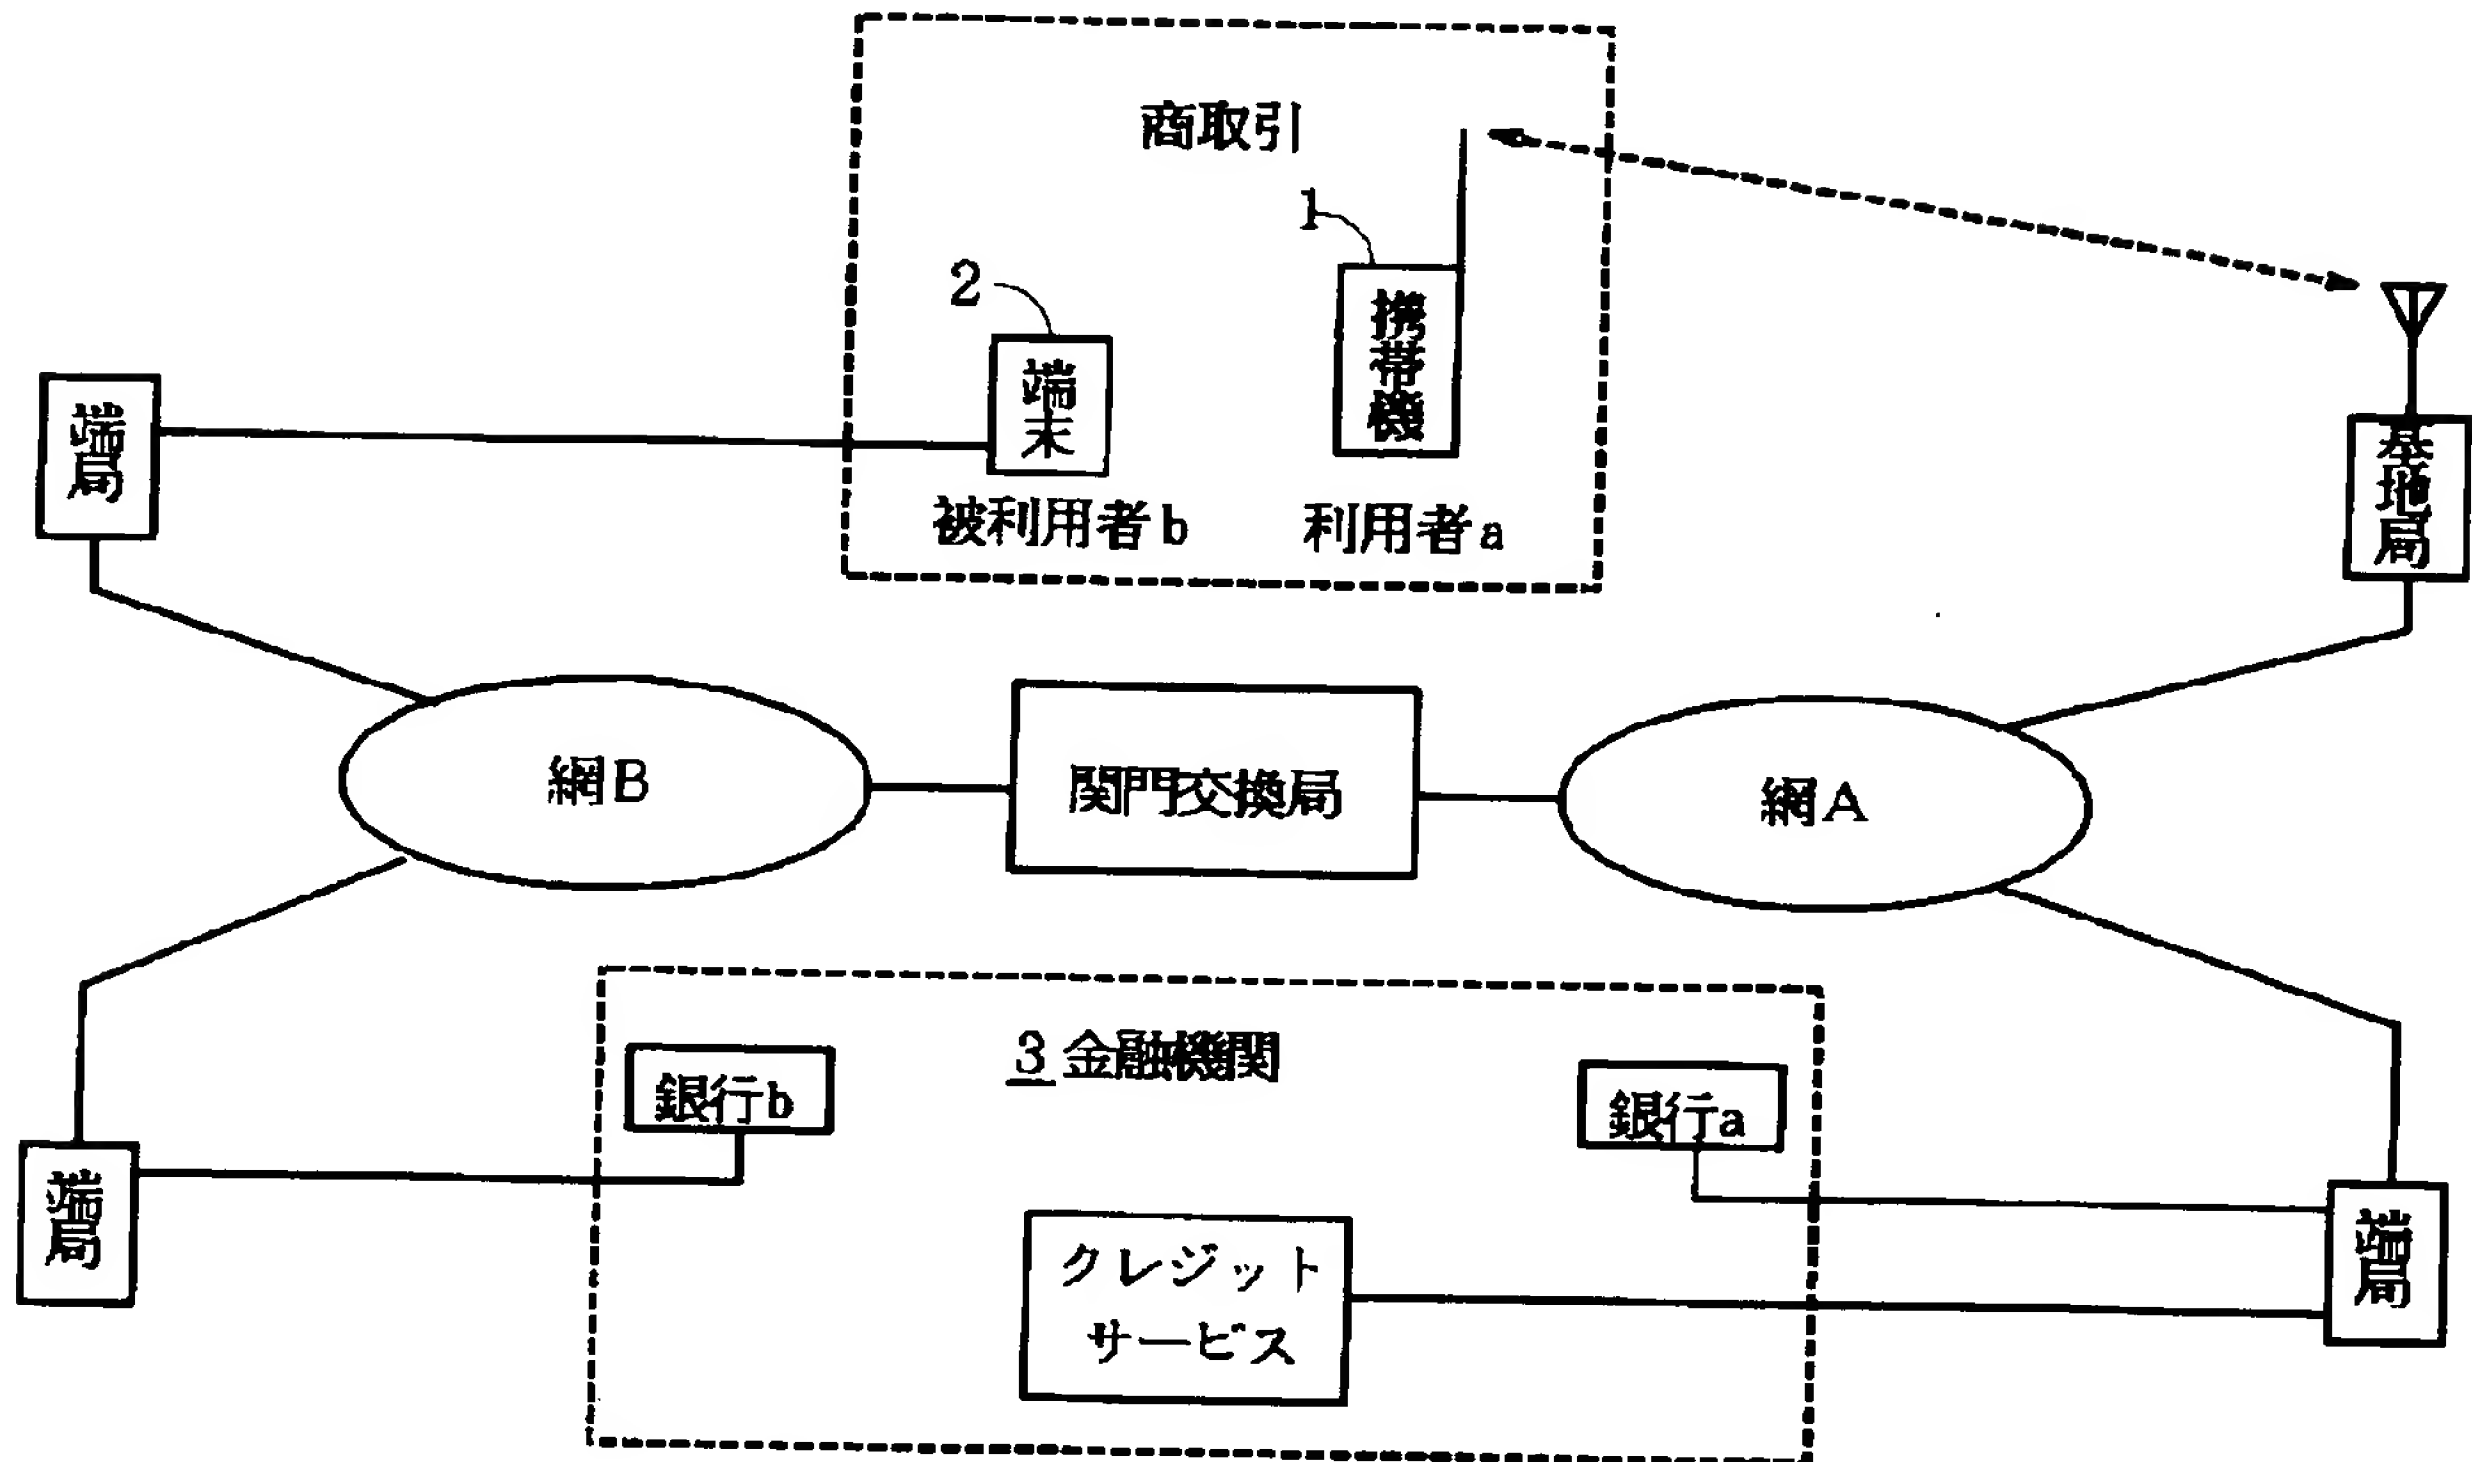 商取引
1
2
携帯機
端末
端局
基地局
被利用者b
利用者a
網B
関門交換局
網A
3 金融機関
銀行b
銀行a
端局
クレジット
サービス
端局